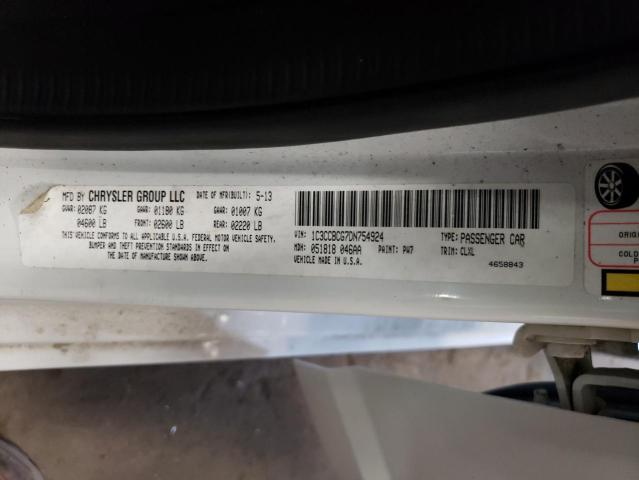 MFD BY CHRYSLER GROUP LLC DATE OF MFR(BUILT): 5-13
GVWR: 02087 KG GAWR: 01180 KG GAWR: 01007 KG
04600 LB FRONT: 02600 LB REAR: 02220 LB
THIS VEHICLE CONFORMS TO ALL APPLICABLE U.S.A. FEDERAL MOTOR VEHICLE SAFETY,
BUMPER AND THEFT PREVENTION STANDARDS IN EFFECT ON
THE DATE OF MANUFACTURE SHOWN ABOVE.
VIN: 1C3CCBCG7DN754924 TYPE: PASSENGER CAR
MDH: 051818 046AA PAINT: PW7 TRIM: CLXL
VEHICLE MADE IN U.S.A. 4658843
ORIGI
COLD